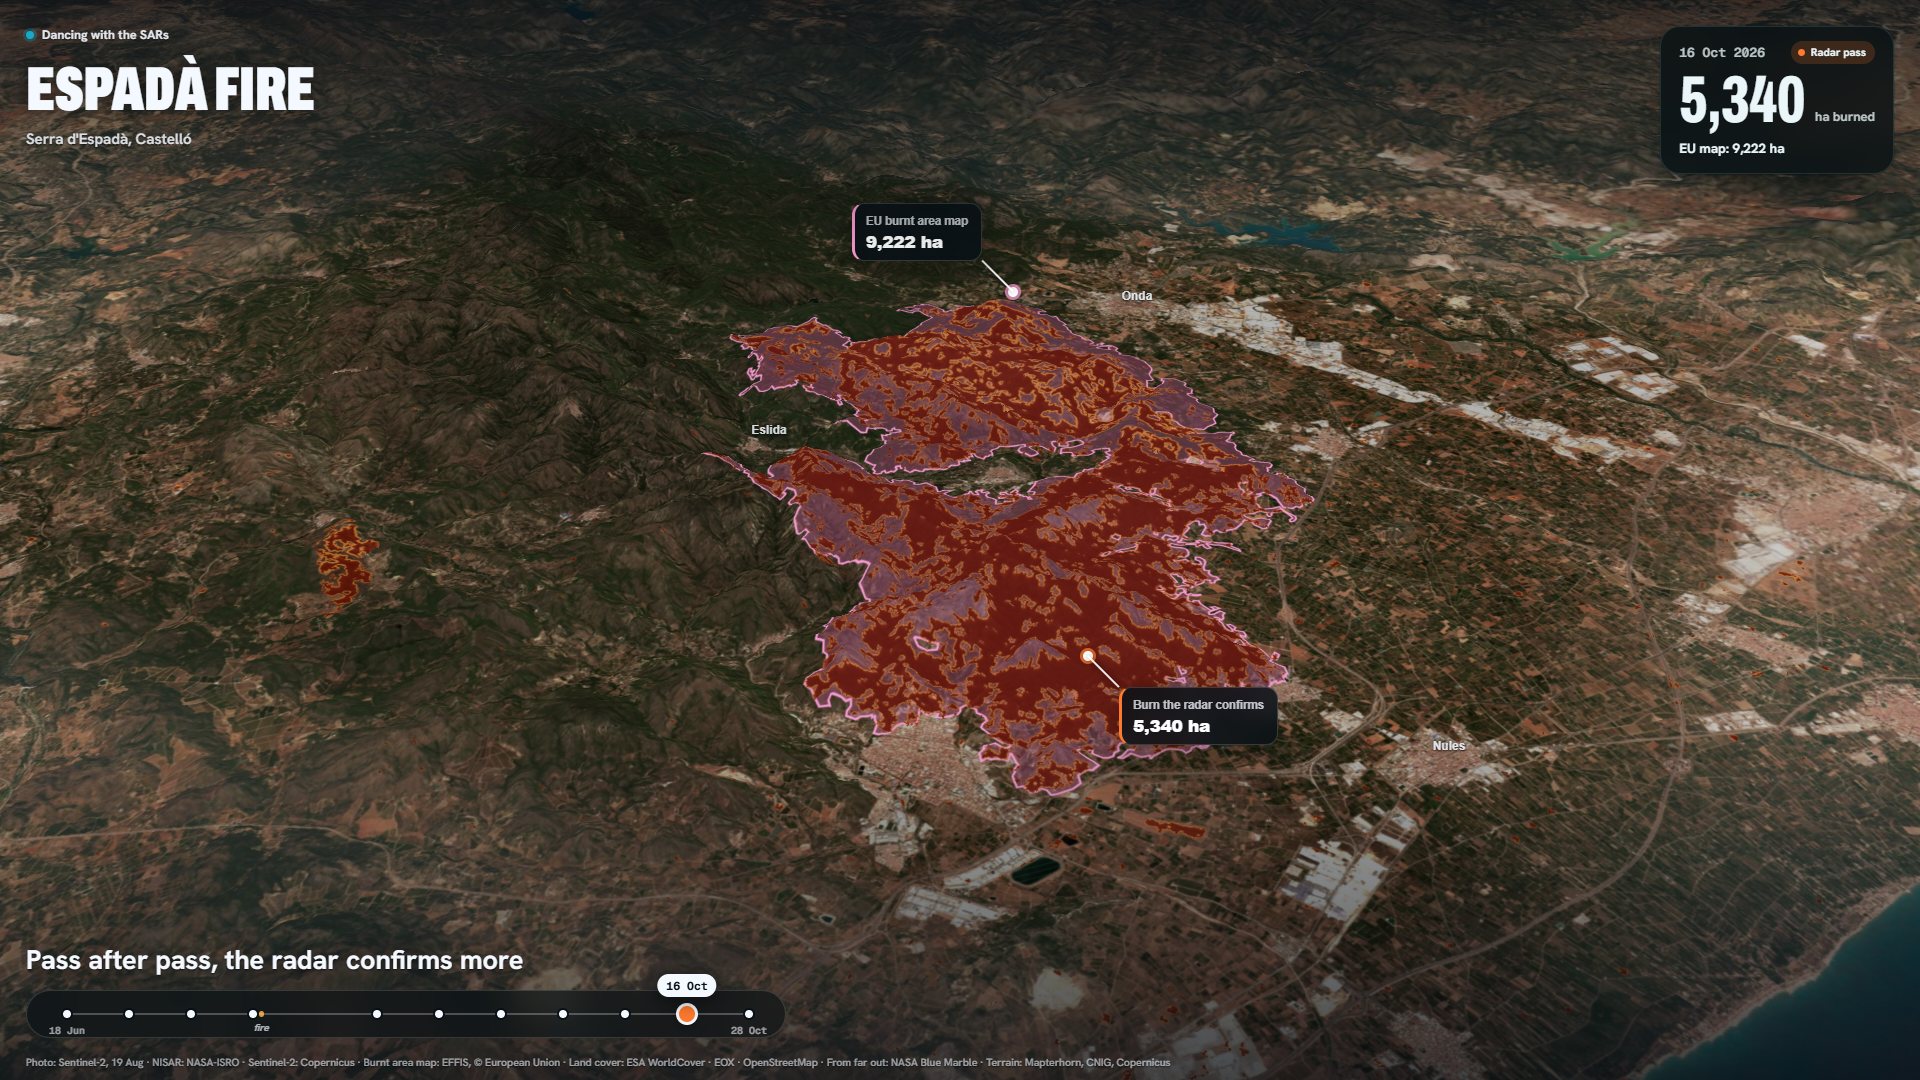 Dancing with the SARs
ESPADÀ FIRE
Serra d'Espadà, Castelló
16 Oct 2026
Radar pass
5,340 ha burned
EU map: 9,222 ha
EU burnt area map
9,222 ha
Onda
Eslida
Burn the radar confirms
5,340 ha
Nules
Pass after pass, the radar confirms more
16 Oct
fire
18 Jun
28 Oct
Photo: Sentinel-2, 19 Aug · NISAR: NASA-ISRO · Sentinel-2: Copernicus · Burnt area map: EFFIS, © European Union · Land cover: ESA WorldCover · EOX · OpenStreetMap · From far out: NASA Blue Marble · Terrain: Mapterhorn, CNIG, Copernicus